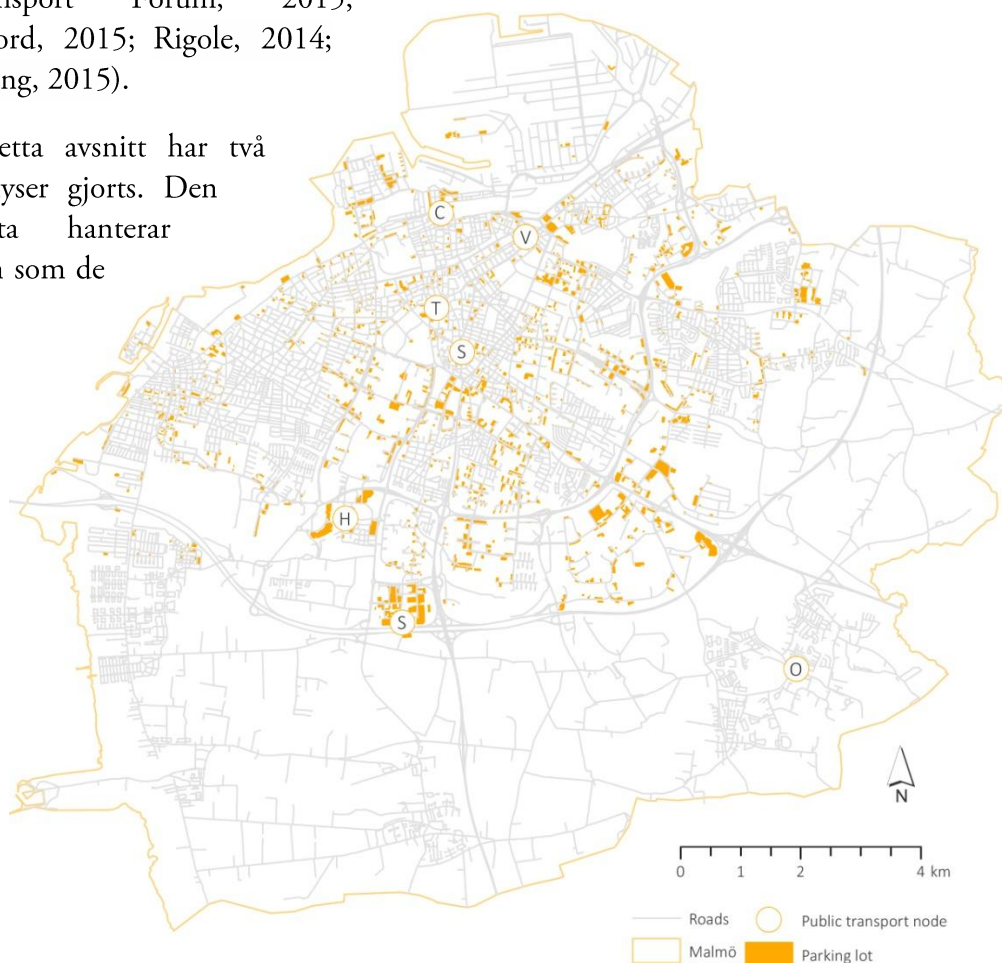 nsport Forum, 2015;
ord, 2015; Rigole, 2014;
ng, 2015).
etta avsnitt har två
yser gjorts. Den
ta hanterar
som de
C
V
T
S
H
S
O
N
0 1 2 4 km
Roads
Public transport node
Malmö
Parking lot